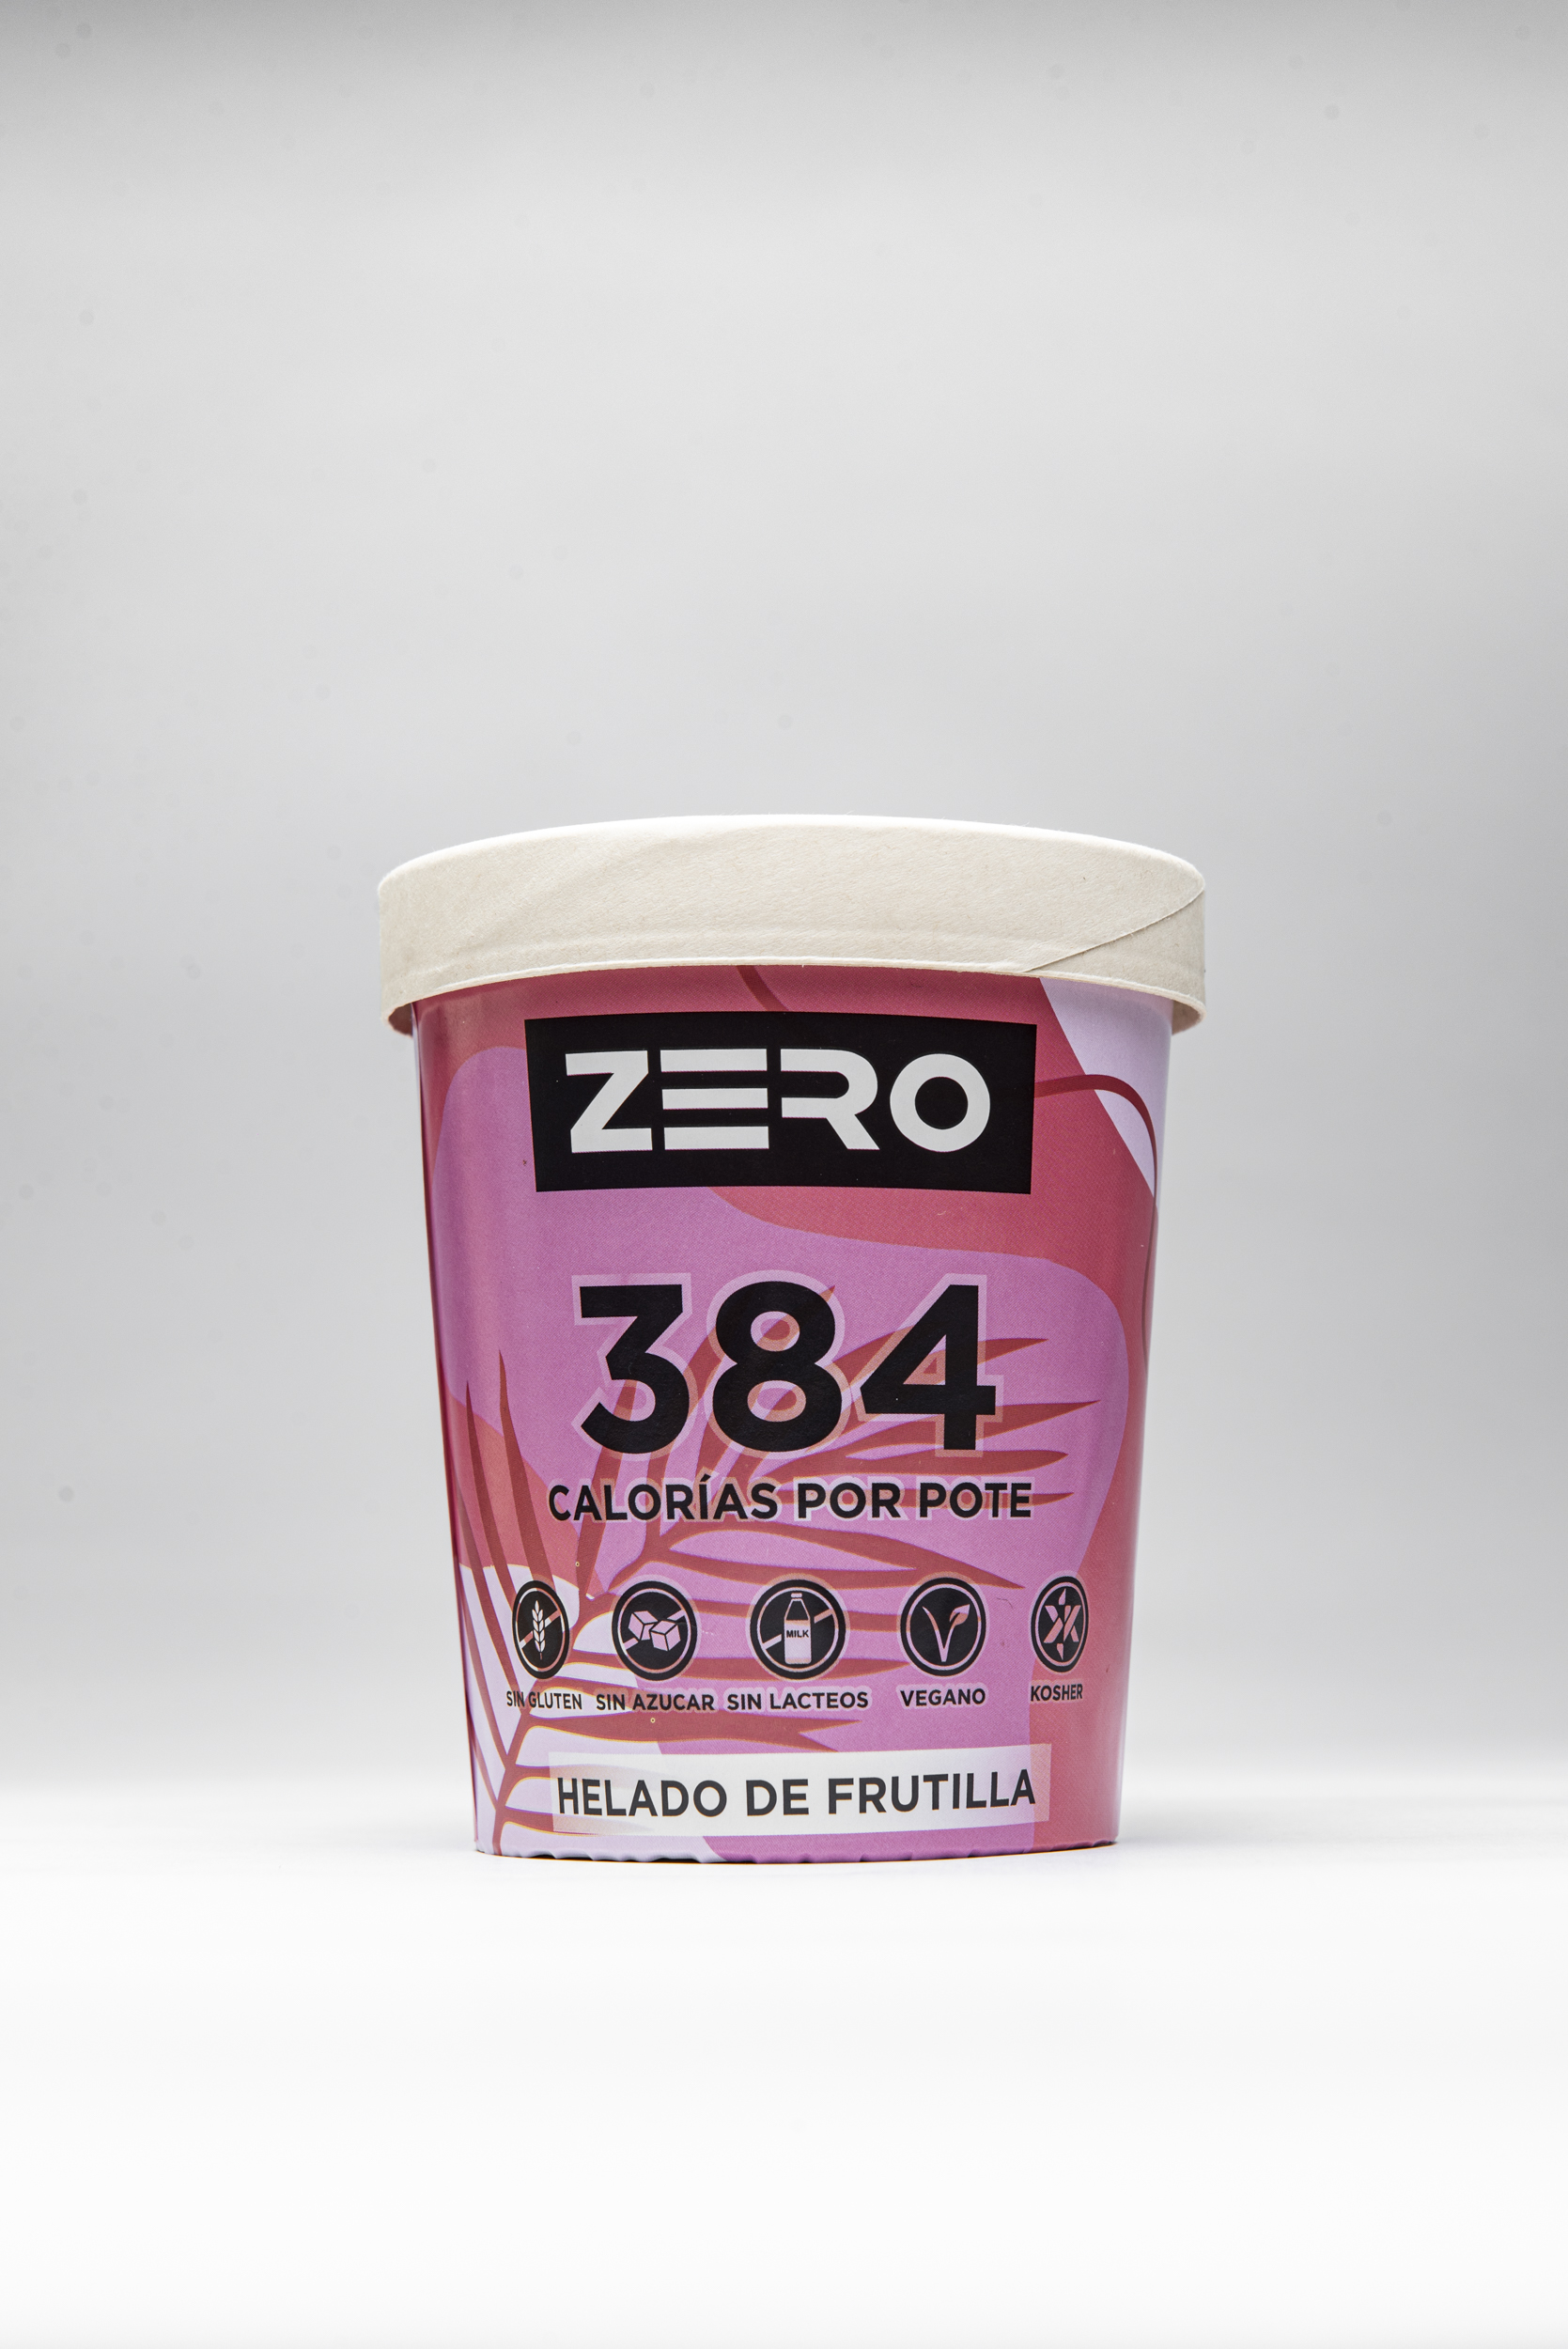 ZERO
384
CALORÍAS POR POTE
MILK
SIN GLUTEN SIN AZUCAR SIN LACTEOS VEGANO KOSHER
HELADO DE FRUTILLA